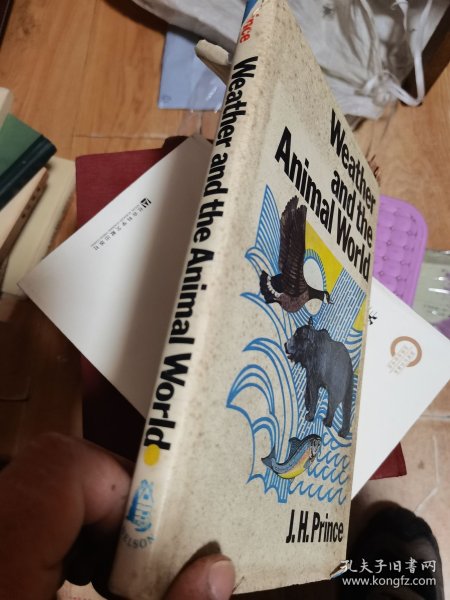 Prince
Weather and the Animal World
NELSON
Weather
and the
Animal World
J.H. Prince
孔夫子旧书网
www.kongfz.com